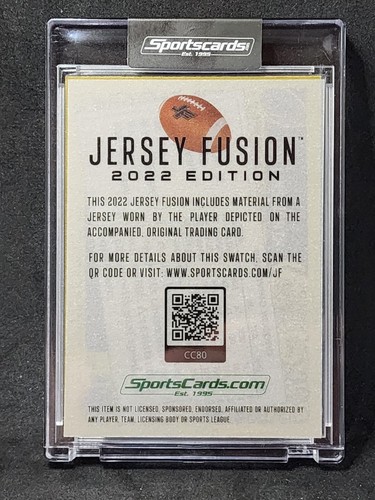 Sportscards.com
Est. 1995
JERSEY FUSION™
2022 EDITION
THIS 2022 JERSEY FUSION INCLUDES MATERIAL FROM A
JERSEY WORN BY THE PLAYER DEPICTED ON THE
ACCOMPANIED, ORIGINAL TRADING CARD.
FOR MORE DETAILS ABOUT THIS SWATCH, SCAN THE
QR CODE OR VISIT: WWW.SPORTSCARDS.COM/JF
CC80
SportsCards.com
Est. 1995
THIS ITEM IS NOT LICENSED, SPONSORED, ENDORSED, AFFILIATED OR AUTHORIZED BY
ANY PLAYER, TEAM, LICENSING BODY OR SPORTS LEAGUE.